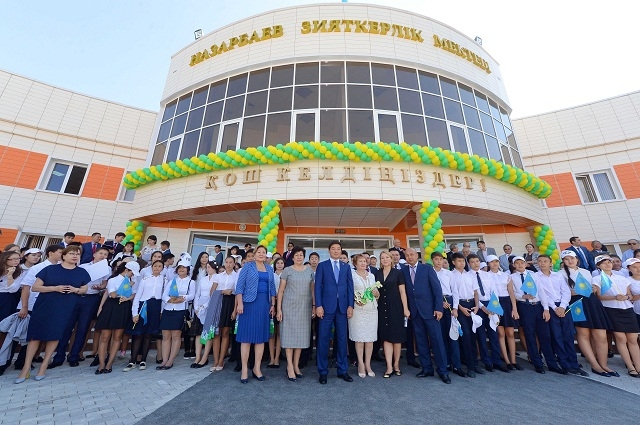 НАЗАРБАЕВ ЗИЯТКЕРЛІК МЕКТЕБІ
ҚОШ КЕЛДІҢІЗДЕР!